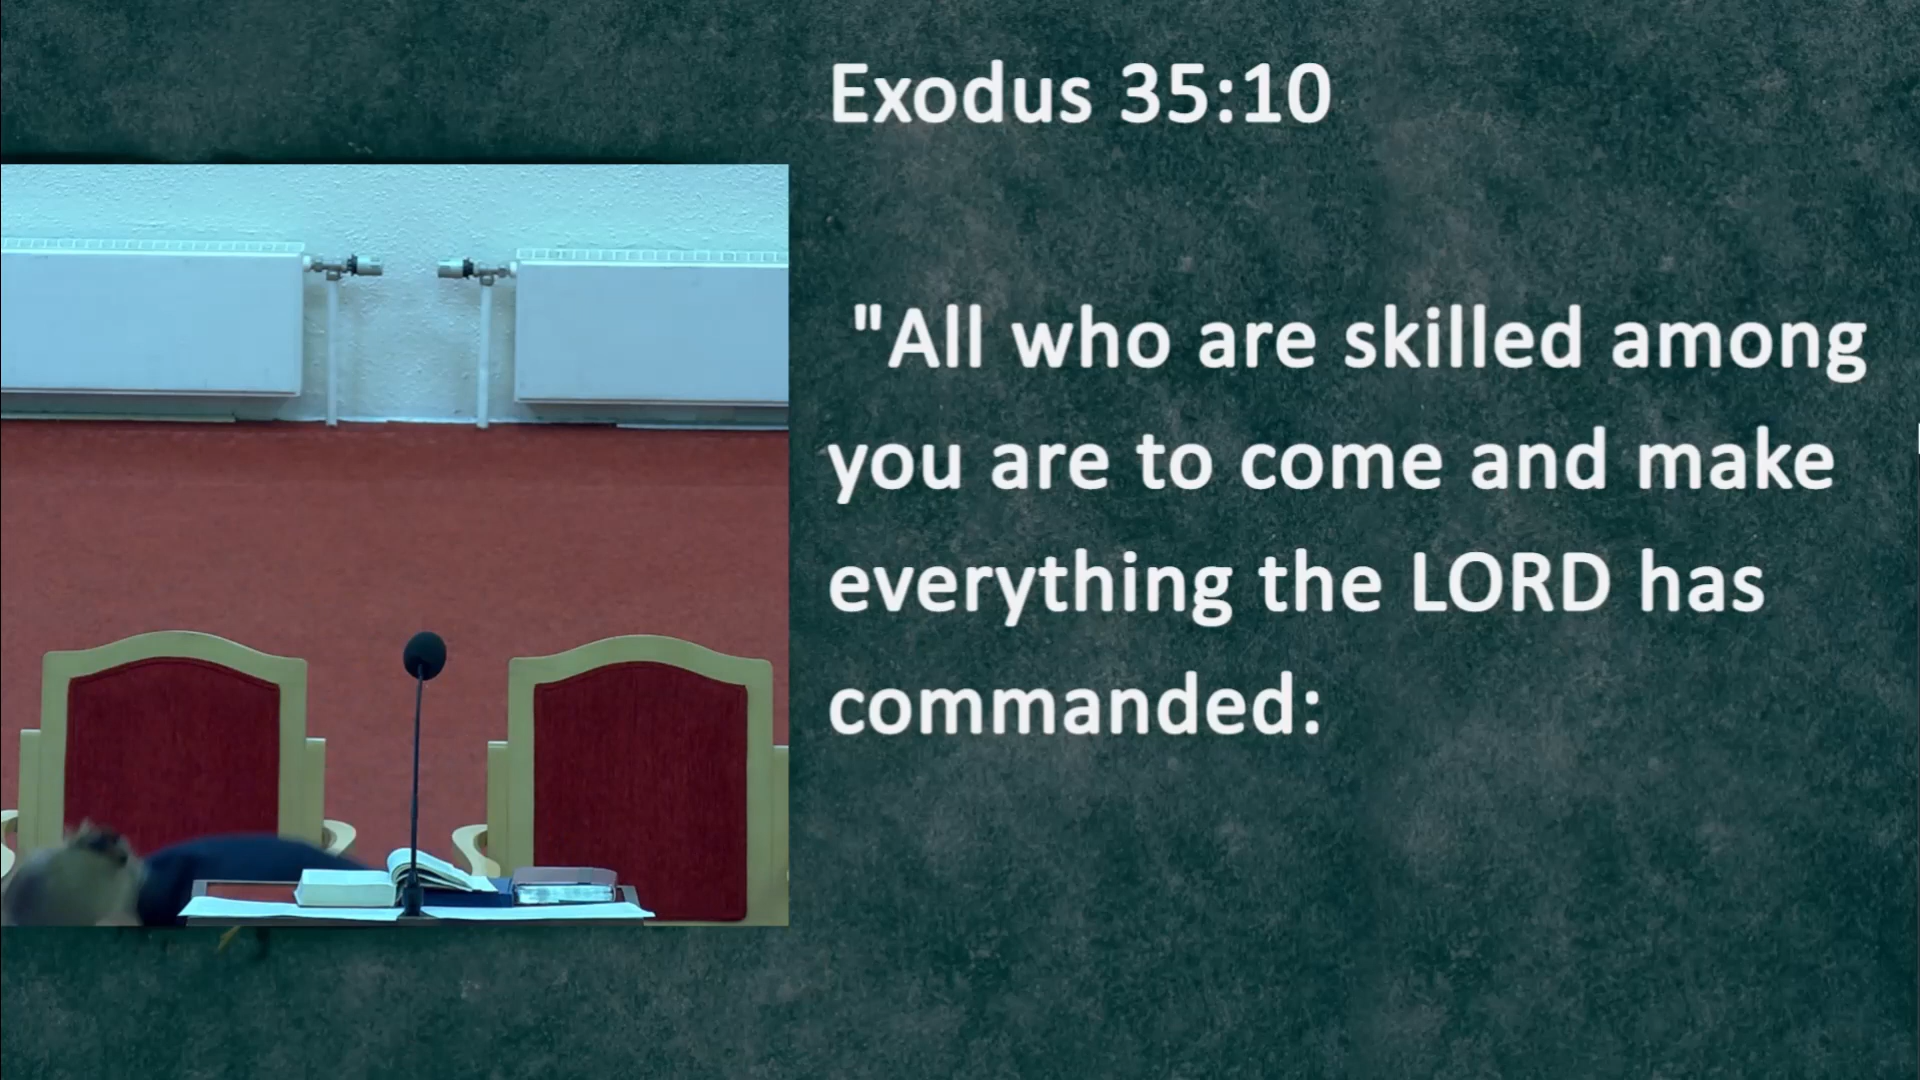 Exodus 35:10
"All who are skilled among
you are to come and make
everything the LORD has
commanded: